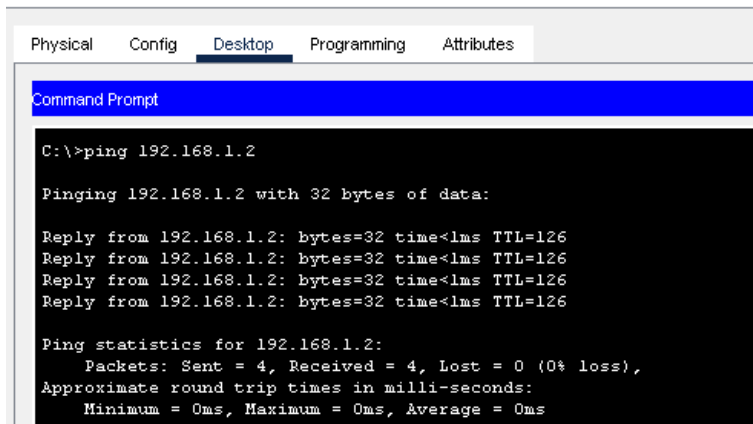 Physical Config Desktop Programming Attributes
Command Prompt
C:\>ping 192.168.1.2
Pinging 192.168.1.2 with 32 bytes of data:
Reply from 192.168.1.2: bytes=32 time<1ms TTL=126
Reply from 192.168.1.2: bytes=32 time<1ms TTL=126
Reply from 192.168.1.2: bytes=32 time<1ms TTL=126
Reply from 192.168.1.2: bytes=32 time<1ms TTL=126
Ping statistics for 192.168.1.2:
Packets: Sent = 4, Received = 4, Lost = 0 (0% loss),
Approximate round trip times in milli-seconds:
Minimum = 0ms, Maximum = 0ms, Average = 0ms